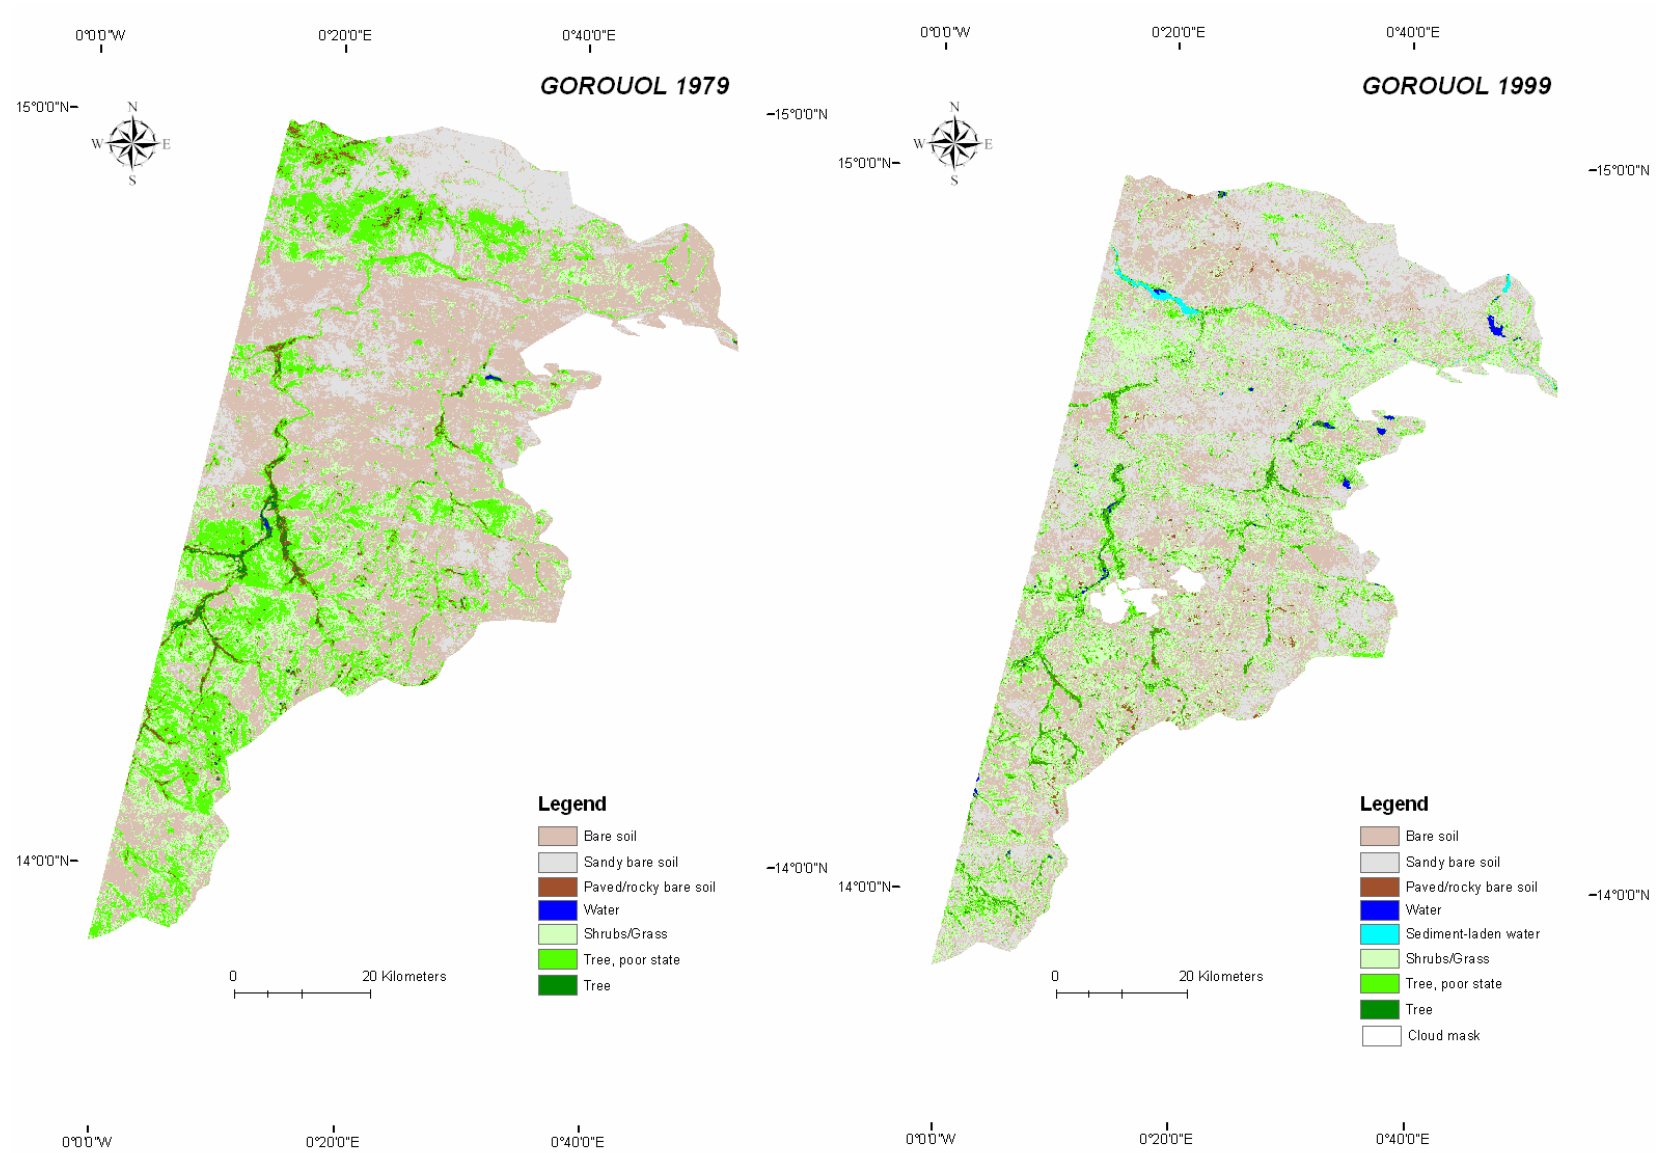 0°0'0"W 0°20'0"E 0°40'0"E
GOROUOL 1979
15°0'0"N
15°0'0"N
N
W E
S
Legend
Bare soil
Sandy bare soil
Paved/rocky bare soil
Water
Shrubs/Grass
Tree, poor state
Tree
14°0'0"N
14°0'0"N
0 20 Kilometers
0°0'0"W 0°20'0"E 0°40'0"E
0°0'0"W 0°20'0"E 0°40'0"E
GOROUOL 1999
15°0'0"N
15°0'0"N
N
W E
S
Legend
Bare soil
Sandy bare soil
Paved/rocky bare soil
Water
Sediment-laden water
Shrubs/Grass
Tree, poor state
Tree
Cloud mask
14°0'0"N
14°0'0"N
0 20 Kilometers
0°0'0"W 0°20'0"E 0°40'0"E